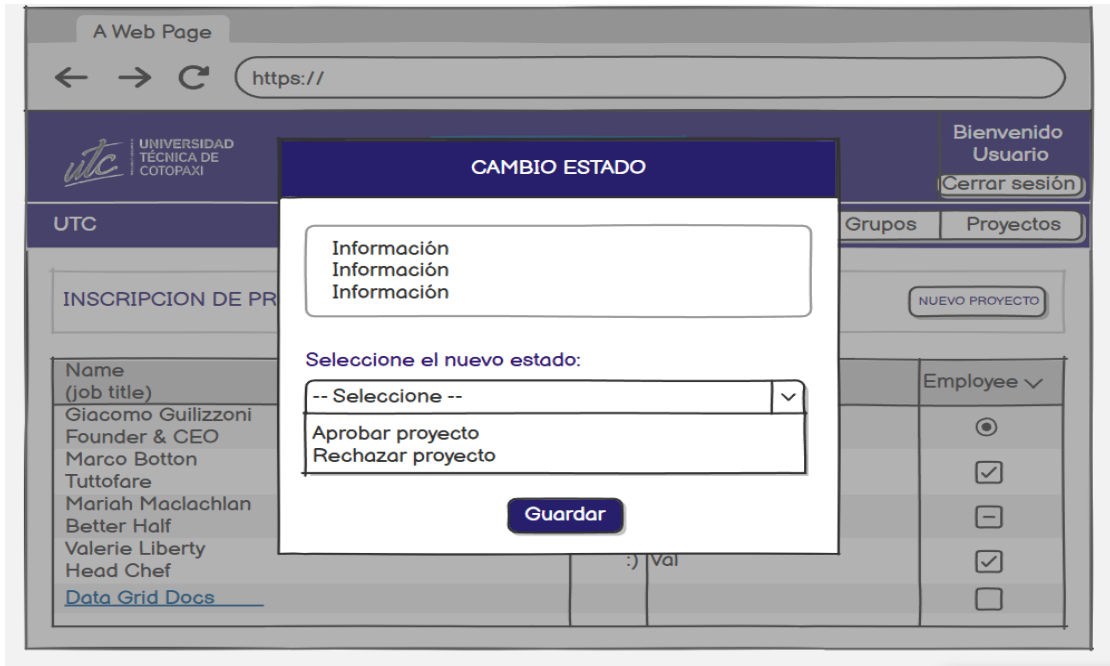 A Web Page
https://
UNIVERSIDAD
TÉCNICA DE
COTOPAXI
utc
Bienvenido
Usuario
Cerrar sesión
UTC
Grupos
Proyectos
CAMBIO ESTADO
Información
Información
Información
Seleccione el nuevo estado:
-- Seleccione --
Aprobar proyecto
Rechazar proyecto
Guardar
INSCRIPCION DE PR
NUEVO PROYECTO
Name
(job title)
Employee
Giacomo Guilizzoni
Founder & CEO
Marco Botton
Tuttofare
Mariah Maclachlan
Better Half
Valerie Liberty
Head Chef
:) Val
Data Grid Docs